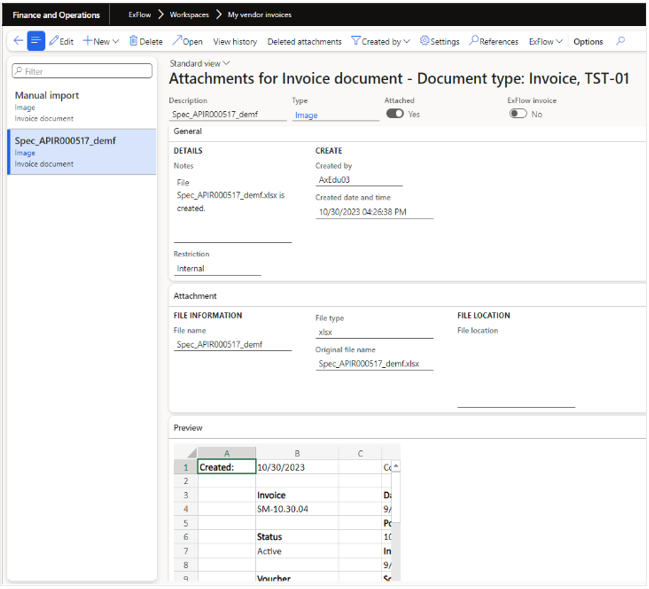 Finance and Operations ExFlow > Workspaces > My vendor invoices
Edit New Delete Open View history Deleted attachments Created by Settings References ExFlow Options
Filter
Manual import
Image
Invoice document
Spec_APIR000517_demf
Image
Invoice document
Standard view
Attachments for Invoice document - Document type: Invoice, TST-01
Description Type Attached ExFlow invoice
Spec_APIR000517_demf Image Yes No
General
DETAILS CREATE
Notes Created by
File AxEdu03
Spec_APIR000517_demf.xlsx is Created date and time
created. 10/30/2023 04:26:38 PM
Restriction
Internal
Attachment
FILE INFORMATION File type FILE LOCATION
File name xlsx File location
Spec_APIR000517_demf Original file name
Spec_APIR000517_demf.xlsx
Preview
A B C
1 Created: 10/30/2023
2
3 Invoice
4 SM-10.30.04 9/
5
6 Status
7 Active In
8 9/
9 Voucher